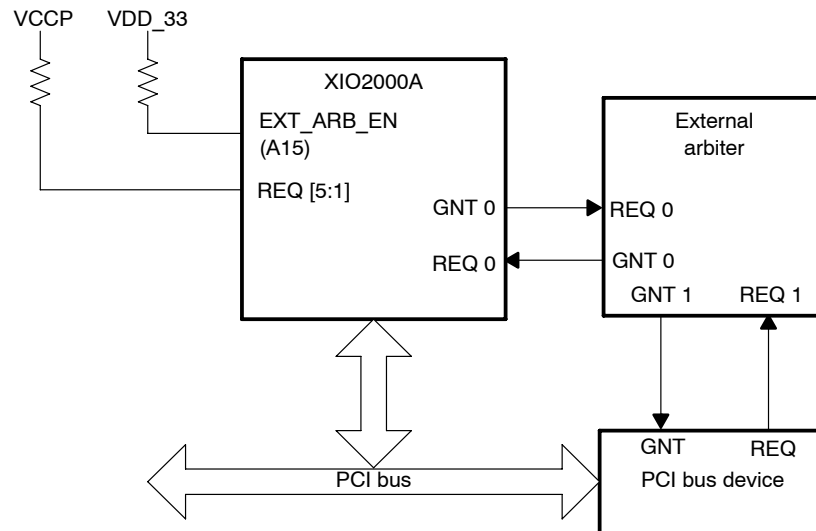 VCCP VDD_33
XIO2000A
EXT_ARB_EN
(A15)
REQ [5:1]
GNT 0
REQ 0
External
arbiter
REQ 0
GNT 0
GNT 1 REQ 1
GNT REQ
PCI bus device
PCI bus